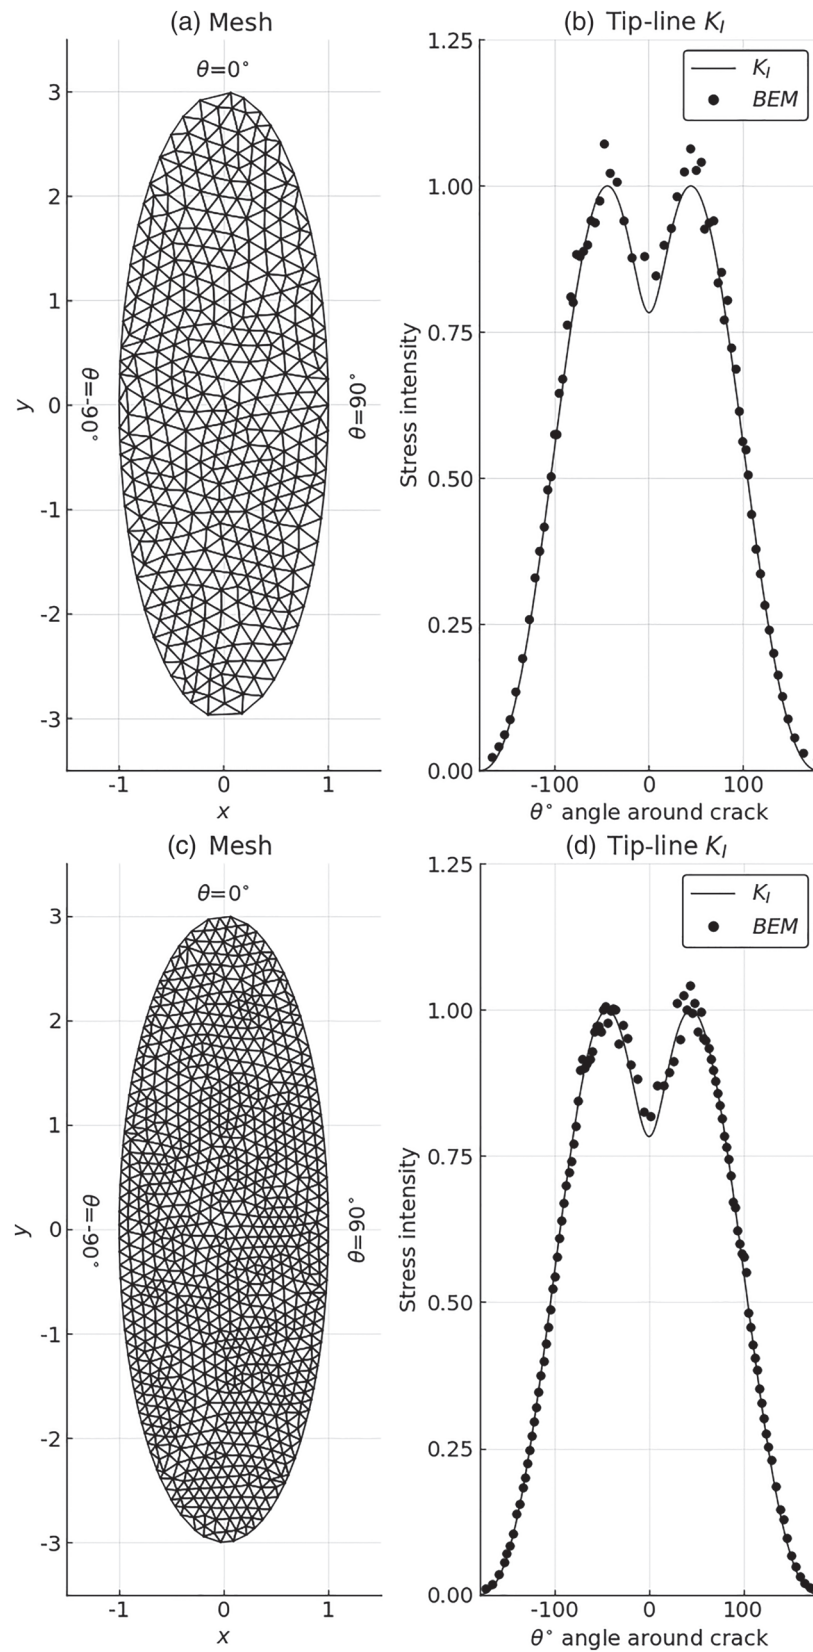 (a) Mesh
θ=0°
3
2
1
0
-1
-2
-3
y
θ=-90°
θ=90°
-1
0
1
x
(b) Tip-line K_I
1.25
1.00
0.75
0.50
0.25
0.00
Stress intensity
K_I
BEM
-100
0
100
θ° angle around crack
(c) Mesh
θ=0°
3
2
1
0
-1
-2
-3
y
θ=-90°
θ=90°
-1
0
1
x
(d) Tip-line K_I
1.25
1.00
0.75
0.50
0.25
0.00
Stress intensity
K_I
BEM
-100
0
100
θ° angle around crack